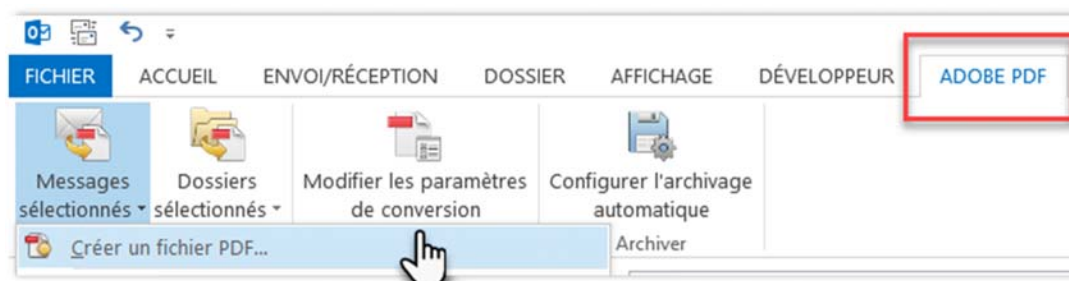 FICHIER ACCUEIL ENVOI/RÉCEPTION DOSSIER AFFICHAGE DÉVELOPPEUR ADOBE PDF
Messages sélectionnés
Dossiers sélectionnés
Modifier les paramètres
de conversion
Configurer l'archivage
automatique
Créer un fichier PDF...
Archiver